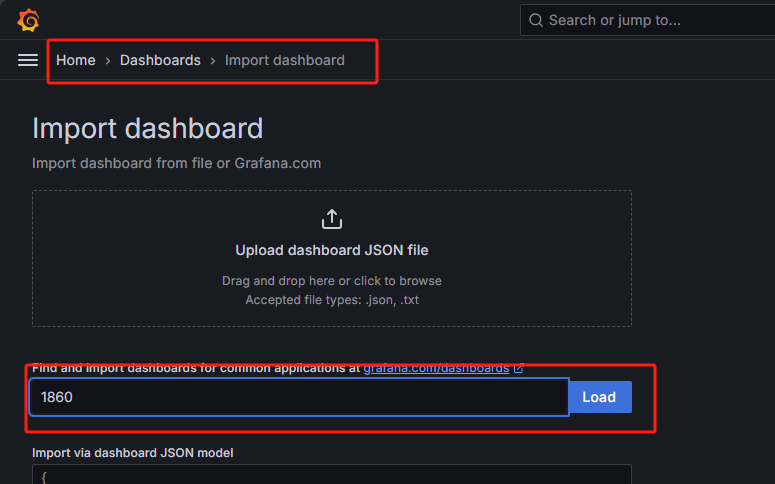 Search or jump to...
Home › Dashboards › Import dashboard
Import dashboard
Import dashboard from file or Grafana.com
Upload dashboard JSON file
Drag and drop here or click to browse
Accepted file types: .json, .txt
Find and import dashboards for common applications at grafana.com/dashboards
1860
Load
Import via dashboard JSON model
{